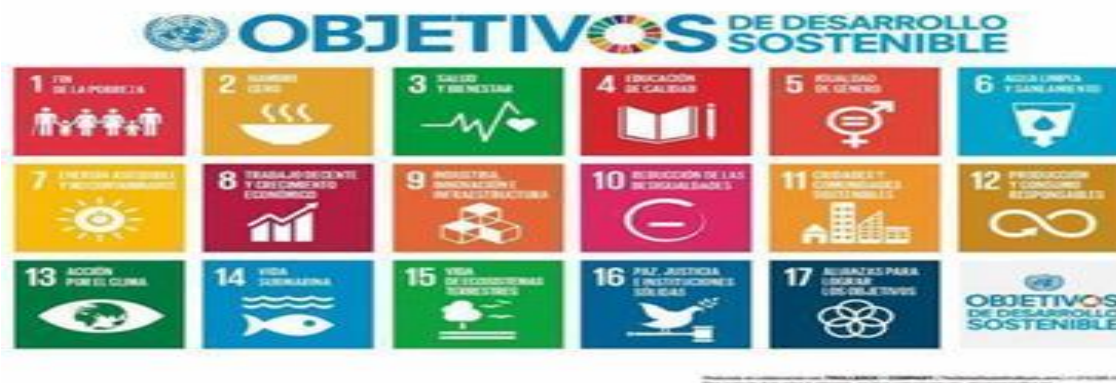 OBJETIVOS DE DESARROLLO
SOSTENIBLE
1 FIN
DE LA POBREZA
2 HAMBRE
CERO
3 SALUD
Y BIENESTAR
4 EDUCACIÓN
DE CALIDAD
5 IGUALDAD
DE GÉNERO
6 AGUA LIMPIA
Y SANEAMIENTO
7 ENERGÍA ASEQUIBLE
Y NO CONTAMINANTE
8 TRABAJO DECENTE
Y CRECIMIENTO
ECONÓMICO
9 INDUSTRIA,
INNOVACIÓN E
INFRAESTRUCTURA
10 REDUCCIÓN DE LAS
DESIGUALDADES
11 CIUDADES Y
COMUNIDADES
SOSTENIBLES
12 PRODUCCIÓN
Y CONSUMO
RESPONSABLES
13 ACCIÓN
POR EL CLIMA
14 VIDA
SUBMARINA
15 VIDA
DE ECOSISTEMAS
TERRESTRES
16 PAZ, JUSTICIA
E INSTITUCIONES
SÓLIDAS
17 ALIANZAS PARA
LOGRAR
LOS OBJETIVOS
OBJETIVOS
DE DESARROLLO
SOSTENIBLE